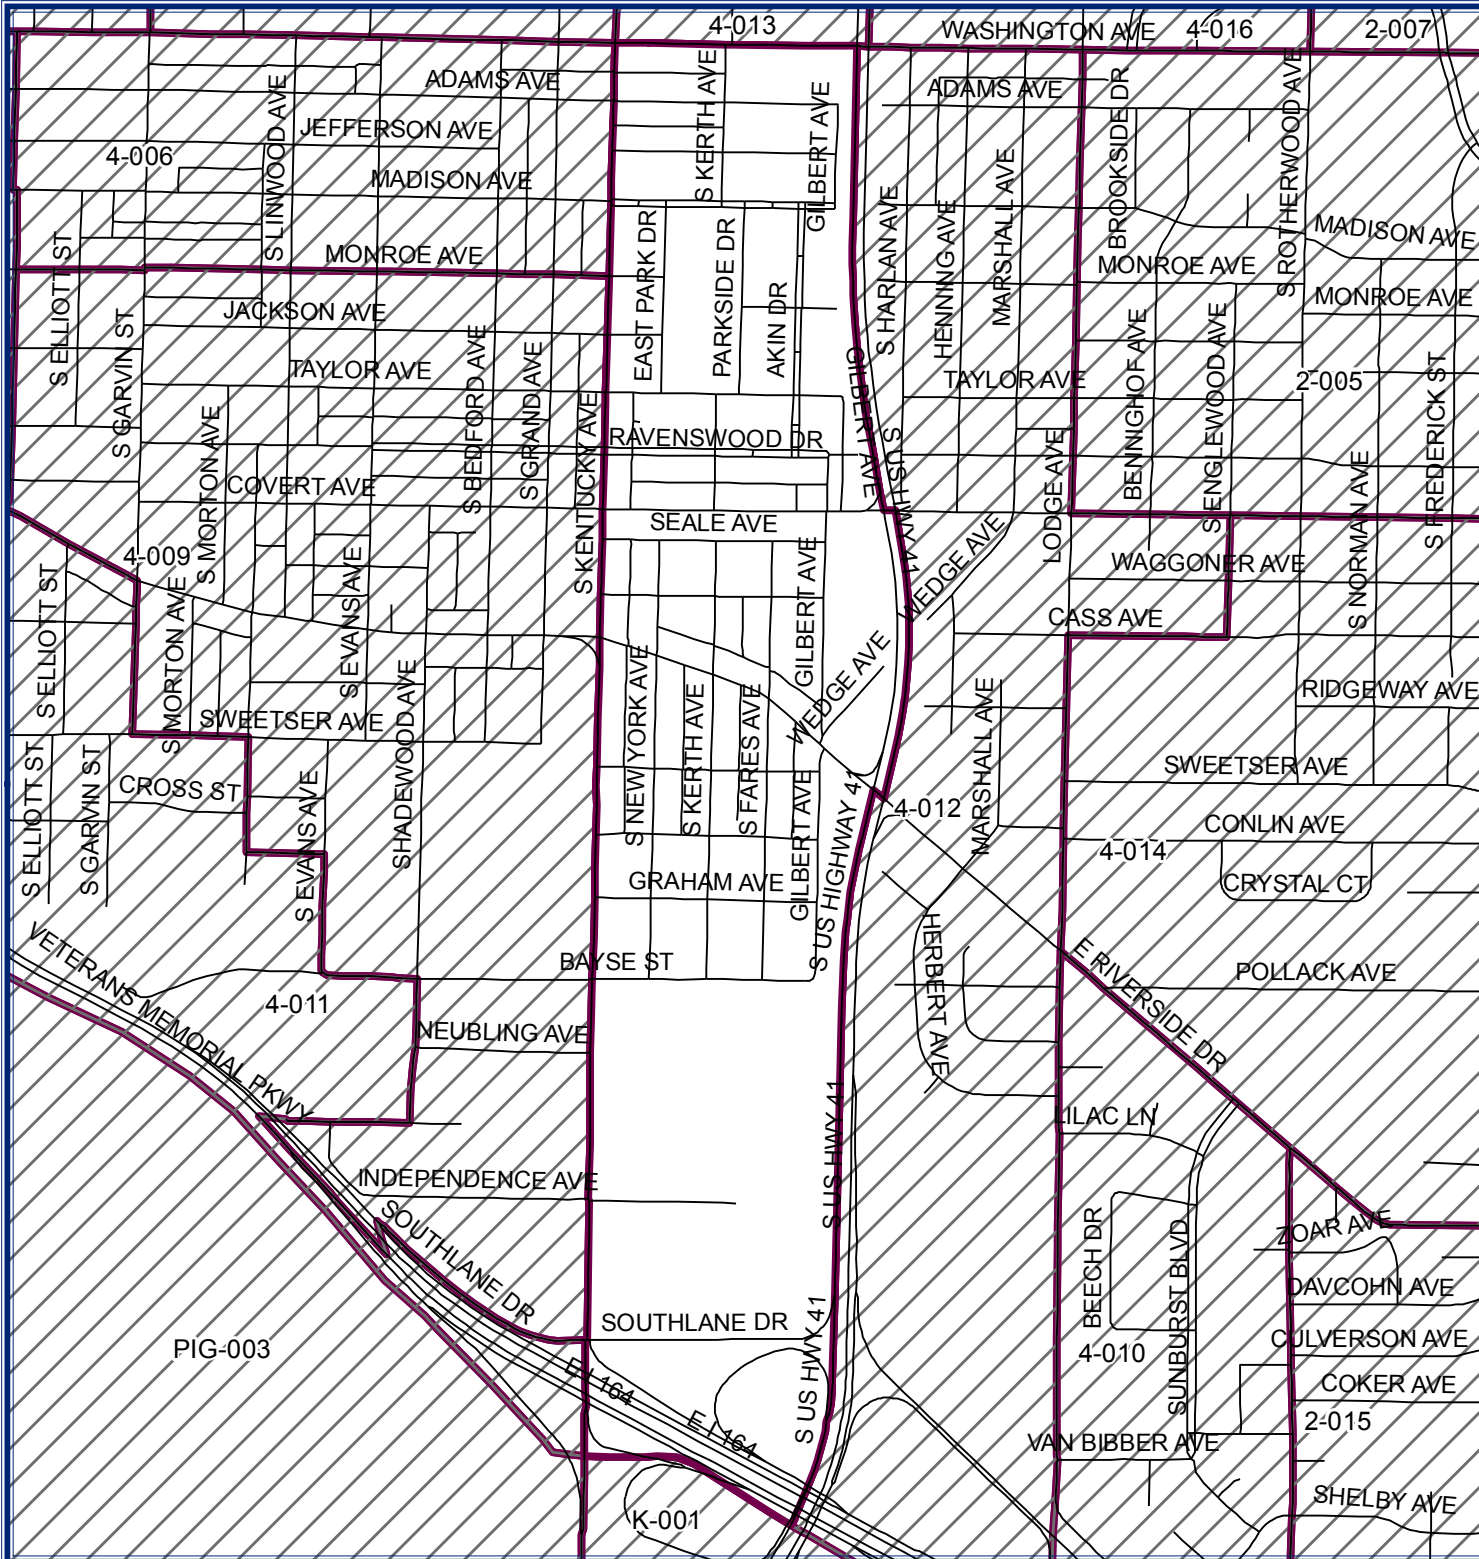 4-013
WASHINGTON AVE
4-016
2-007
ADAMS AVE
ADAMS AVE
JEFFERSON AVE
4-006
MADISON AVE
S LINWOOD AVE
S KERTH AVE
GILBERT AVE
BROOKSIDE DR
S ROTHERWOOD AVE
MONROE AVE
S ELLIOTT ST
EAST PARK DR
PARKSIDE DR
AKIN DR
S HARLAN AVE
HENNING AVE
MARSHALL AVE
MADISON AVE
MONROE AVE
MONROE AVE
JACKSON AVE
S GARVIN ST
TAYLOR AVE
S BEDFORD AVE
S GRAND AVE
S KENTUCKY AVE
GILBERT AVE
TAYLOR AVE
BENNIGHOF AVE
S ENGLEWOOD AVE
2-005
S FREDERICK ST
RAVENSWOOD DR
S MORTON AVE
COVERT AVE
S US HWY 41
LODGE AVE
S NORMAN AVE
SEALE AVE
4-009
WEDGE AVE
WAGGONER AVE
CASS AVE
S ELLIOTT ST
S MORTON AVE
S EVANS AVE
SHADEWOOD AVE
GILBERT AVE
WEDGE AVE
S NEW YORK AVE
S KERTH AVE
S FARES AVE
RIDGEWAY AVE
SWEETSER AVE
MARSHALL AVE
SWEETSER AVE
S ELLIOTT ST
S GARVIN ST
CROSS ST
S EVANS AVE
GILBERT AVE
S US HIGHWAY 41
4-012
CONLIN AVE
4-014
CRYSTAL CT
GRAHAM AVE
HERBERT AVE
VETERANS MEMORIAL PKWY
BAYSE ST
E RIVERSIDE DR
POLLACK AVE
4-011
NEUBLING AVE
S US HWY 41
LILAC LN
INDEPENDENCE AVE
SOUTHLANE DR
BEECH DR
SUNBURST BLVD
ZOAR AVE
DAVCOHN AVE
SOUTHLANE DR
S US HWY 41
PIG-003
CULVERSON AVE
4-010
E I 164
COKER AVE
E I 164
2-015
VAN BIBBER AVE
SHELBY AVE
K-001